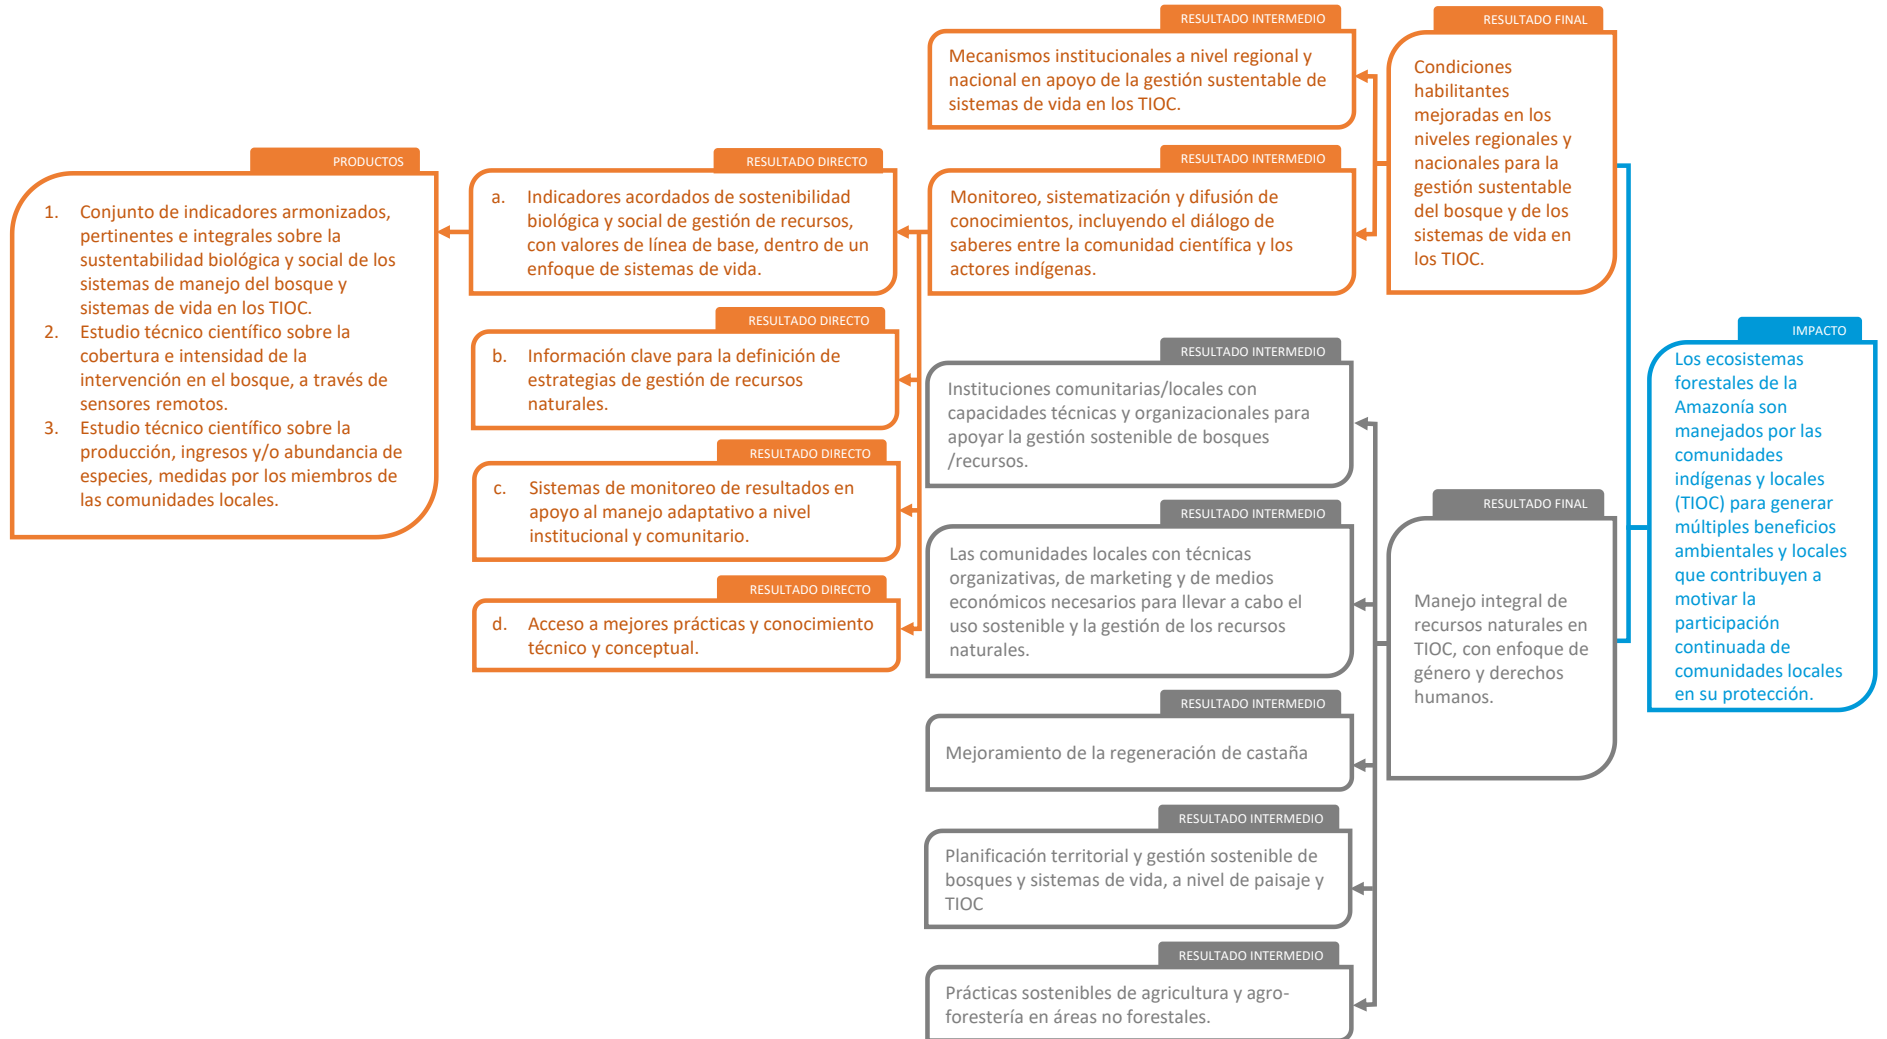 PRODUCTOS
1. Conjunto de indicadores armonizados,
pertinentes e integrales sobre la
sustentabilidad biológica y social de los
sistemas de manejo del bosque y
sistemas de vida en los TIOC.
2. Estudio técnico científico sobre la
cobertura e intensidad de la
intervención en el bosque, a través de
sensores remotos.
3. Estudio técnico científico sobre la
producción, ingresos y/o abundancia de
especies, medidas por los miembros de
las comunidades locales.
RESULTADO DIRECTO
a. Indicadores acordados de sostenibilidad
biológica y social de gestión de recursos,
con valores de línea de base, dentro de un
enfoque de sistemas de vida.
RESULTADO DIRECTO
b. Información clave para la definición de
estrategias de gestión de recursos
naturales.
RESULTADO DIRECTO
c. Sistemas de monitoreo de resultados en
apoyo al manejo adaptativo a nivel
institucional y comunitario.
RESULTADO DIRECTO
d. Acceso a mejores prácticas y conocimiento
técnico y conceptual.
RESULTADO INTERMEDIO
Mecanismos institucionales a nivel regional y
nacional en apoyo de la gestión sustentable de
sistemas de vida en los TIOC.
RESULTADO INTERMEDIO
Monitoreo, sistematización y difusión de
conocimientos, incluyendo el diálogo de
saberes entre la comunidad científica y los
actores indígenas.
RESULTADO INTERMEDIO
Instituciones comunitarias/locales con
capacidades técnicas y organizacionales para
apoyar la gestión sostenible de bosques
/recursos.
RESULTADO INTERMEDIO
Las comunidades locales con técnicas
organizativas, de marketing y de medios
económicos necesarios para llevar a cabo el
uso sostenible y la gestión de los recursos
naturales.
RESULTADO INTERMEDIO
Mejoramiento de la regeneración de castaña
RESULTADO INTERMEDIO
Planificación territorial y gestión sostenible de
bosques y sistemas de vida, a nivel de paisaje y
TIOC
RESULTADO INTERMEDIO
Prácticas sostenibles de agricultura y agro-
forestería en áreas no forestales.
RESULTADO FINAL
Condiciones
habilitantes
mejoradas en los
niveles regionales y
nacionales para la
gestión sustentable
del bosque y de los
sistemas de vida en
los TIOC.
RESULTADO FINAL
Manejo integral de
recursos naturales en
TIOC, con enfoque de
género y derechos
humanos.
IMPACTO
Los ecosistemas
forestales de la
Amazonía son
manejados por las
comunidades
indígenas y locales
(TIOC) para generar
múltiples beneficios
ambientales y locales
que contribuyen a
motivar la
participación
continuada de
comunidades locales
en su protección.